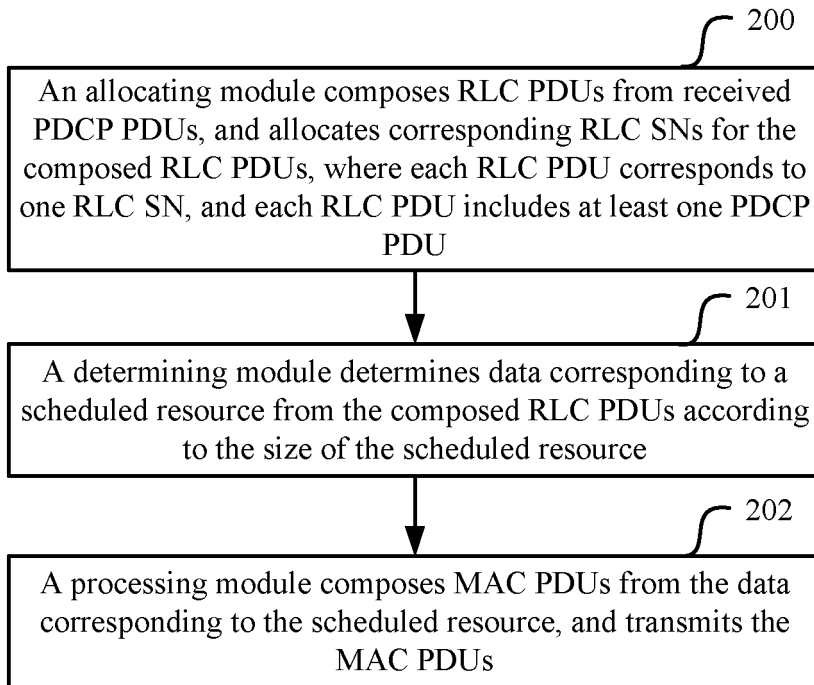 200
An allocating module composes RLC PDUs from received
PDCP PDUs, and allocates corresponding RLC SNs for the
composed RLC PDUs, where each RLC PDU corresponds to
one RLC SN, and each RLC PDU includes at least one PDCP
PDU
201
A determining module determines data corresponding to a
scheduled resource from the composed RLC PDUs according
to the size of the scheduled resource
202
A processing module composes MAC PDUs from the data
corresponding to the scheduled resource, and transmits the
MAC PDUs